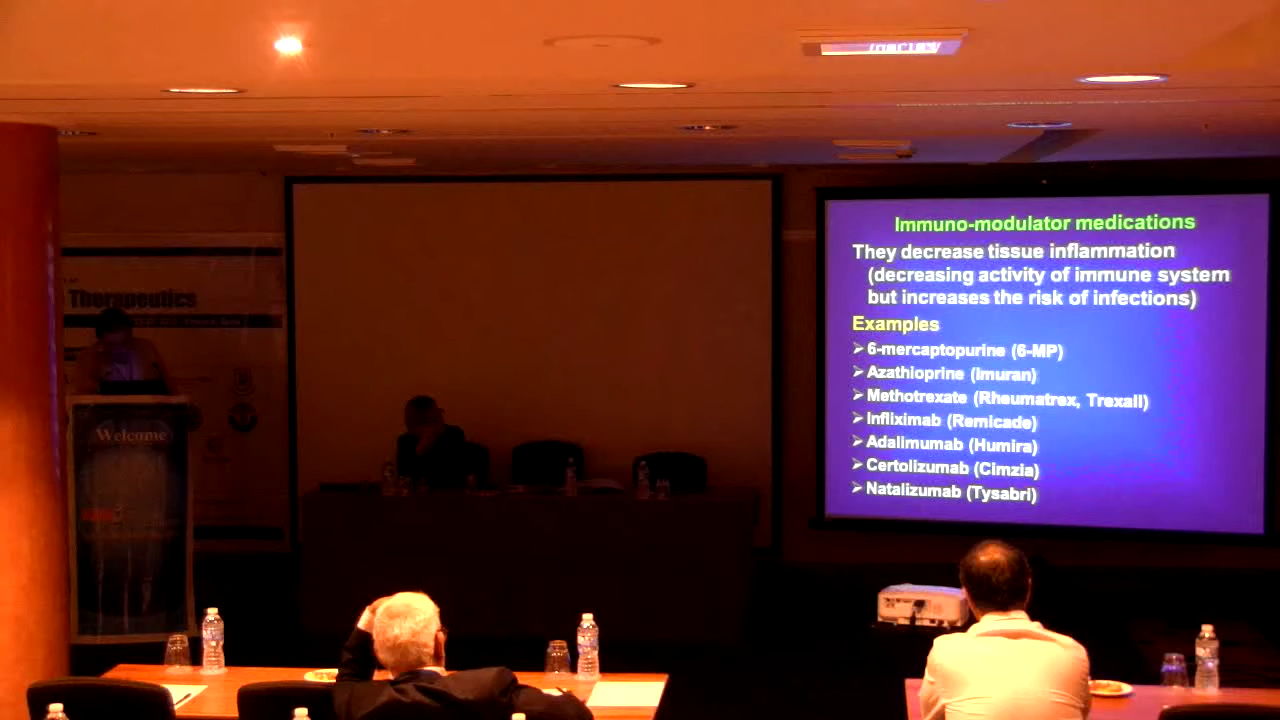 Therapeutics
Welcome
Immuno-modulator medications
They decrease tissue inflammation
(decreasing activity of immune system
but increases the risk of infections)
Examples
➢6-mercaptopurine (6-MP)
➢Azathioprine (Imuran)
➢Methotrexate (Rheumatrex, Trexall)
➢Infliximab (Remicade)
➢Adalimumab (Humira)
➢Certolizumab (Cimzia)
➢Natalizumab (Tysabri)